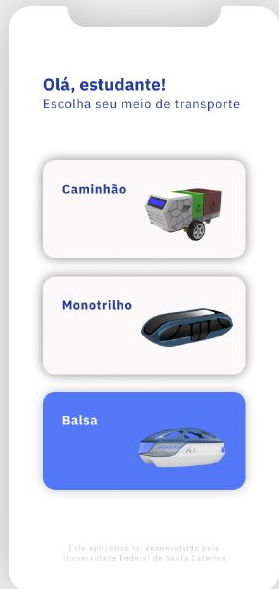 Olá, estudante!
Escolha seu meio de transporte
Caminhão
Monotrilho
Balsa
Este aplicativo foi desenvolvido pela
Universidade Federal de Santa Catarina